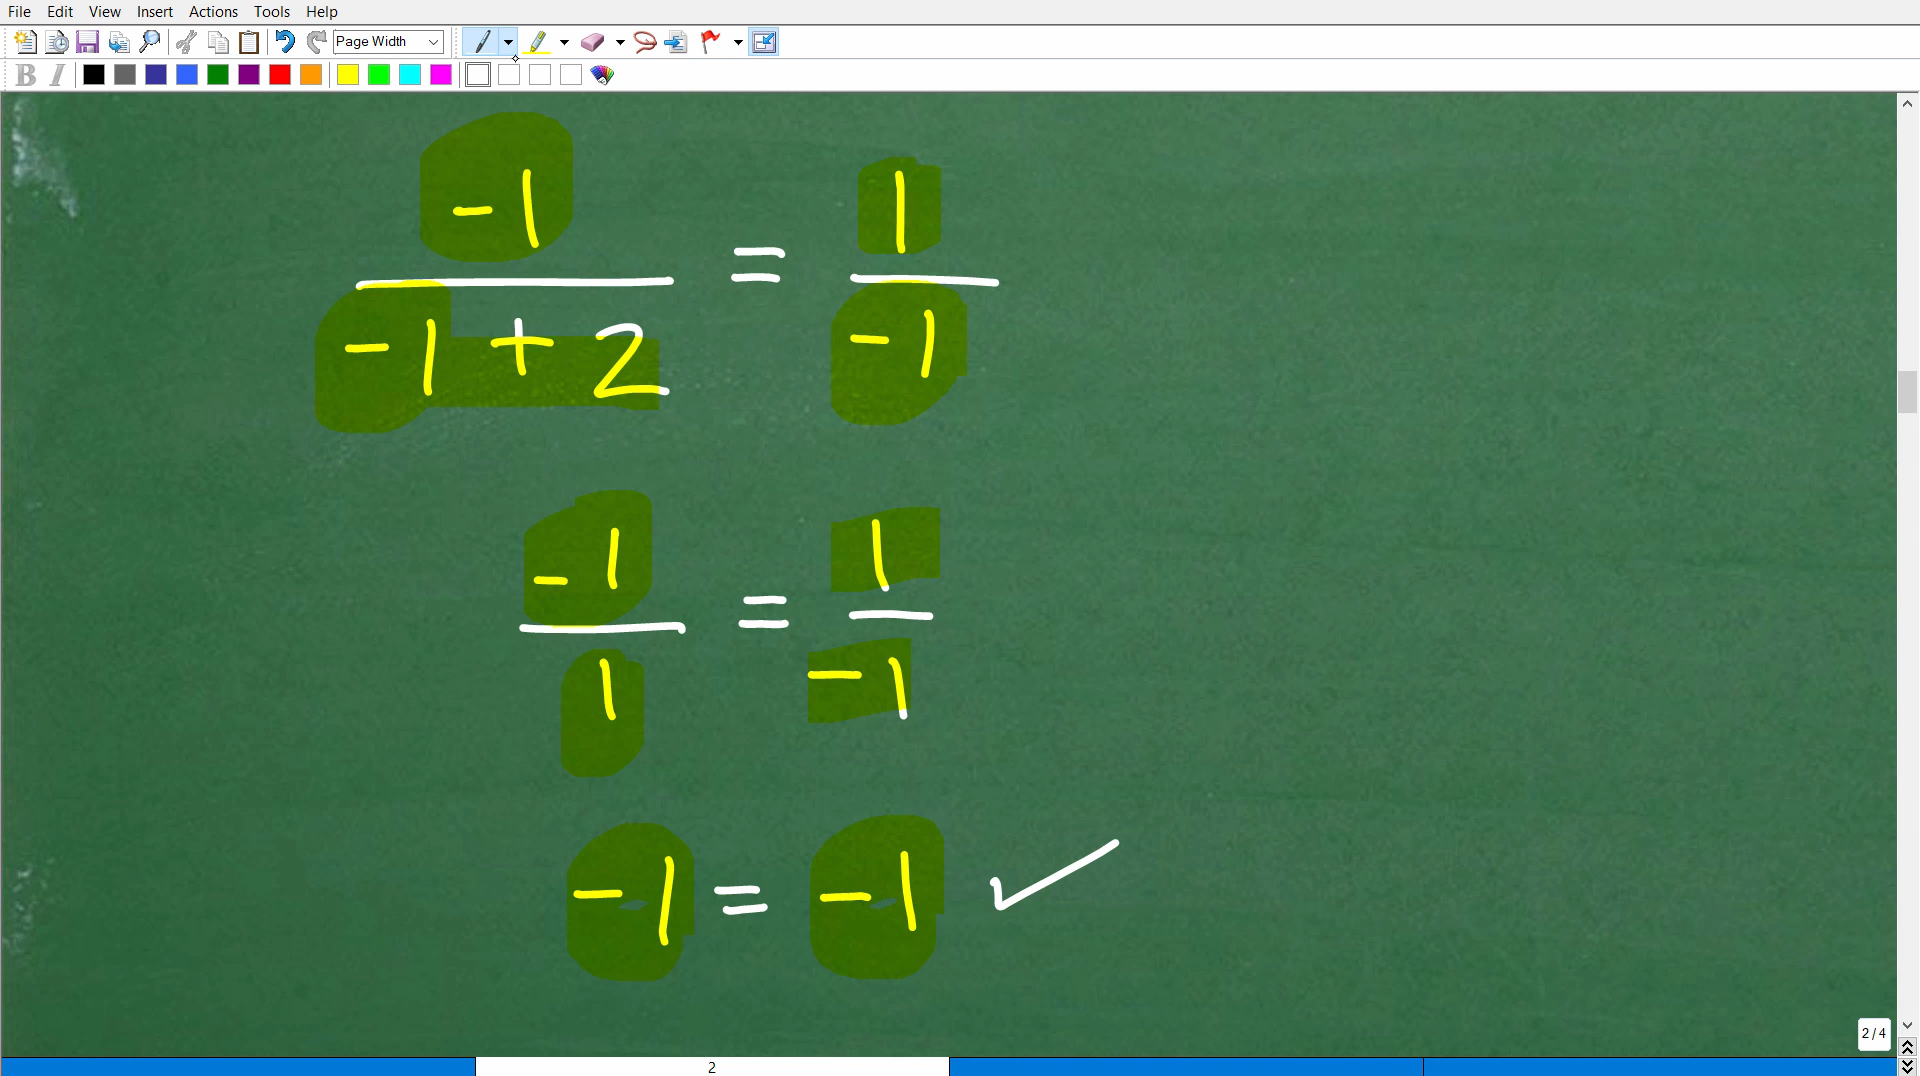 File Edit View Insert Actions Tools Help
Page Width
B I
-1 = 1
-1 + 2 -1
-1 = 1
1 -1
-1 = -1 ✓
2 / 4
2